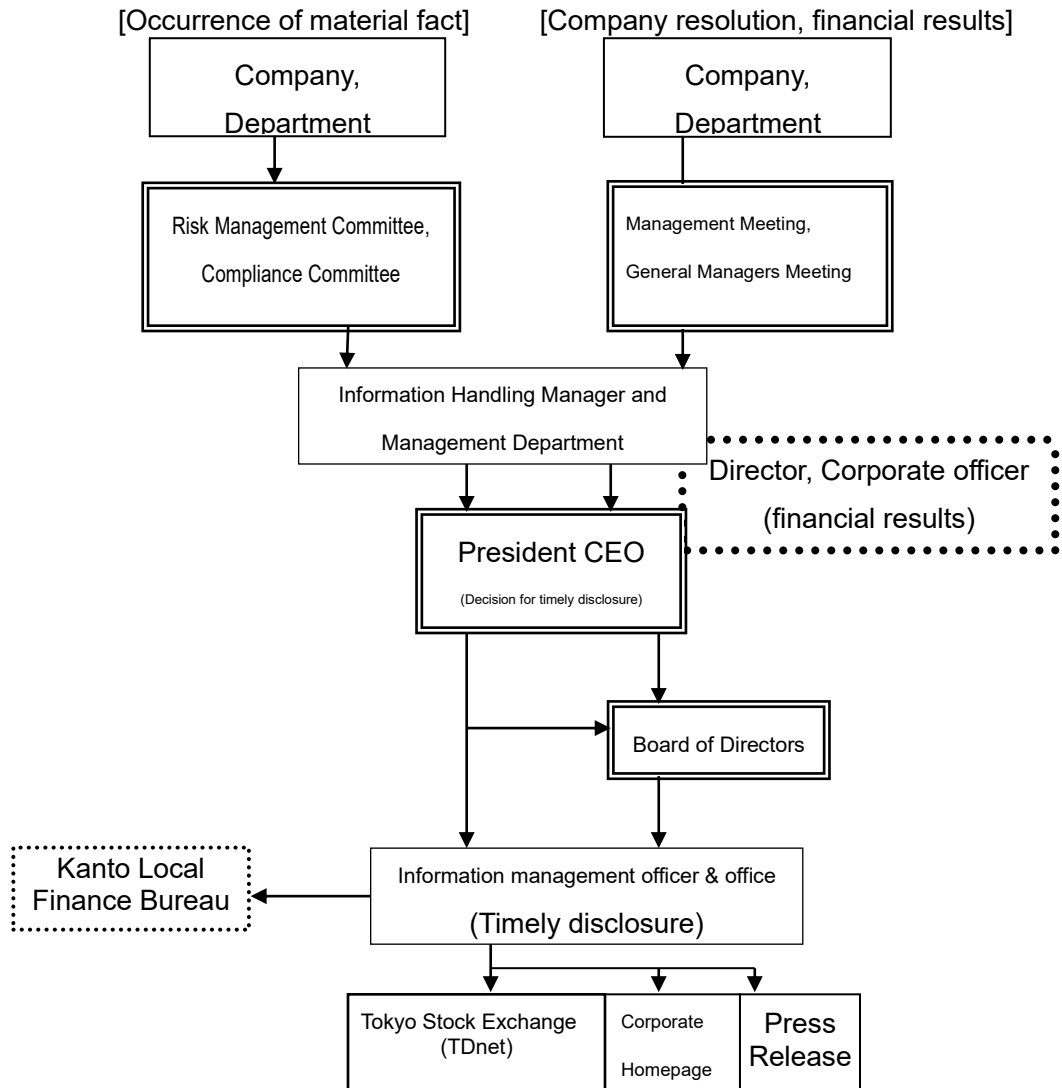 [Occurrence of material fact]
[Company resolution, financial results]
Company,
Department
Company,
Department
Risk Management Committee,
Compliance Committee
Management Meeting,
General Managers Meeting
Information Handling Manager and
Management Department
Director, Corporate officer
(financial results)
President CEO
(Decision for timely disclosure)
Board of Directors
Kanto Local
Finance Bureau
Information management officer & office
(Timely disclosure)
Tokyo Stock Exchange
(TDnet)
Corporate
Homepage
Press
Release